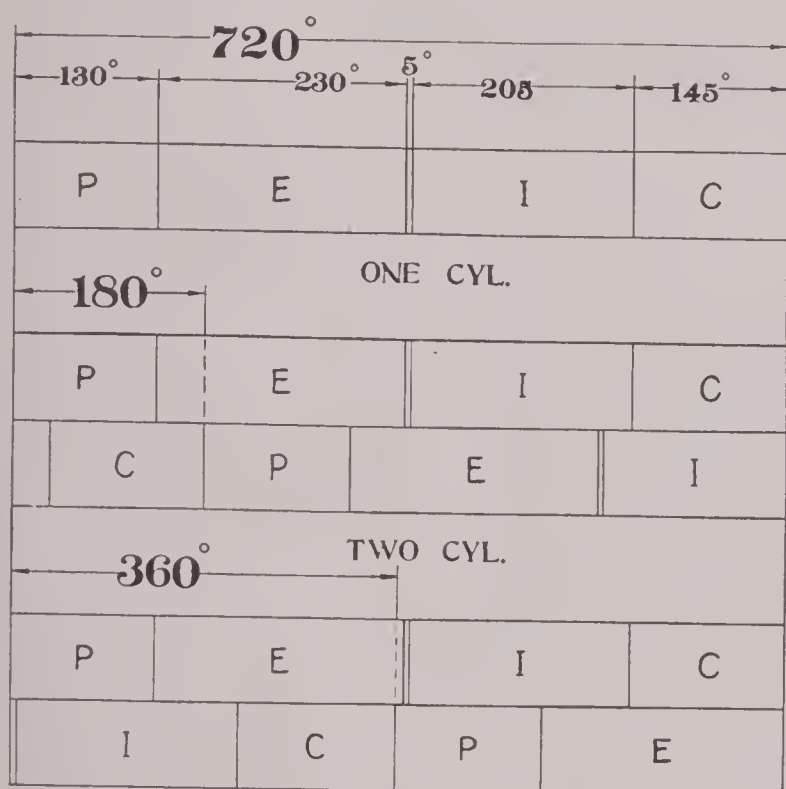 720°
130° 230° 5° 205 145°
P E I C
ONE CYL.
180°
P E I C
C P E I
TWO CYL.
360°
P E I C
I C P E